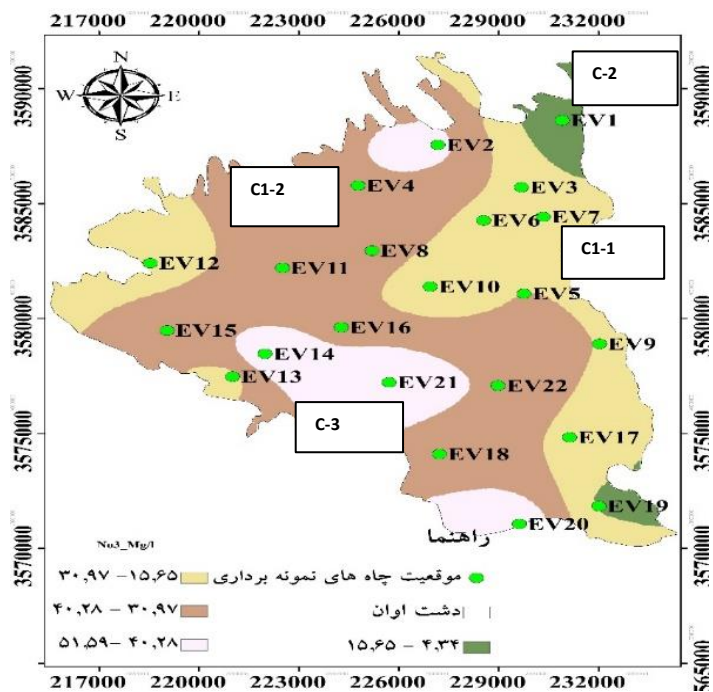 217000 220000 223000 226000 229000 232000
3590000
3585000
3580000
3575000
3570000
3565000
3590000
3585000
3580000
3575000
3570000
565000
N
W E
S
C-2
EV1
EV2
C1-2
EV4
EV3
EV6
EV7
C1-1
EV8
EV12
EV11
EV10
EV5
EV15
EV16
EV9
EV14
EV13
EV21
EV22
C-3
EV17
EV18
EV19
EV20
راهنما
No3_Mg/l
موقعیت چاه های نمونه برداری
۳۰,۹۷ – ۱۵,۶۵
دشت اوان
۴۰,۲۸ – ۳۰,۹۷
۱۵,۶۵ – ۴,۳۴
۵۱,۵۹ –۴۰,۲۸
217000 220000 223000 226000 229000 232000